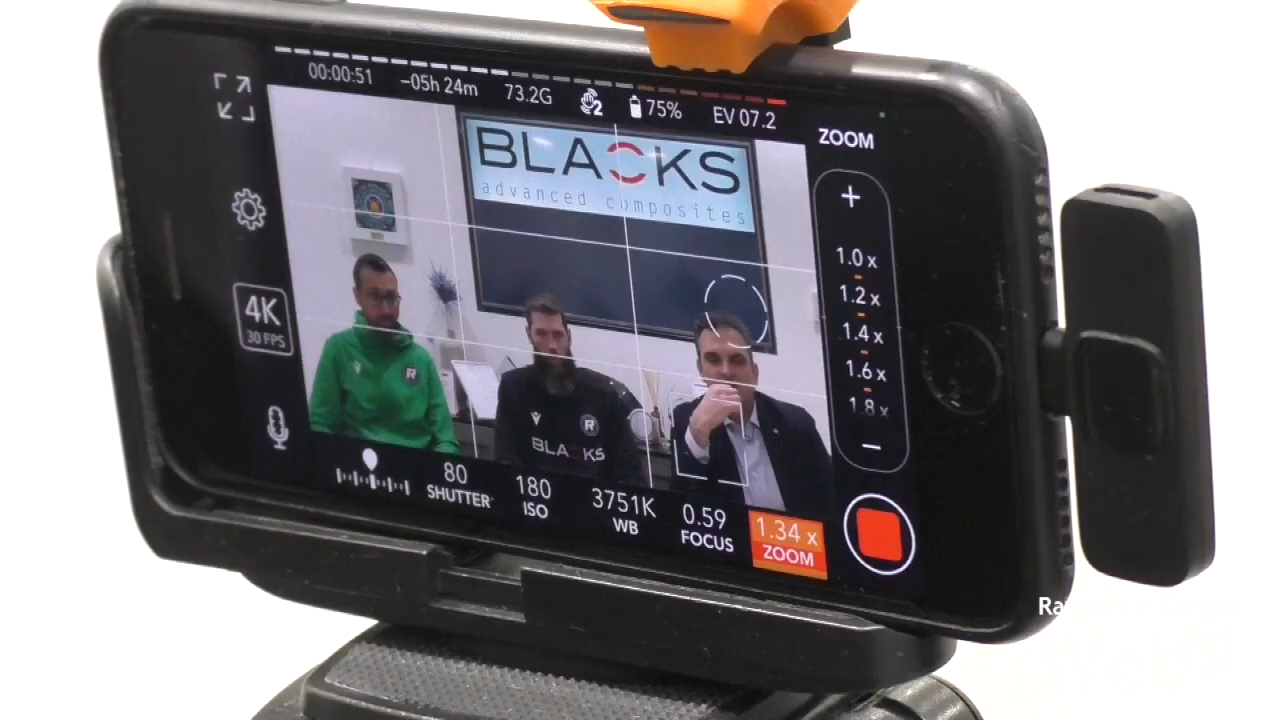 00:00:51 -05h 24m 73.2G 2 75% EV 07.2
ZOOM
+
1.0 x
1.2 x
1.4 x
1.6 x
1.8 x
−
4K
30 FPS
BLACKS
advanced composites
R
R
BLACKS
80
SHUTTER
180
ISO
3751K
WB
0.59
FOCUS
1.34 x
ZOOM